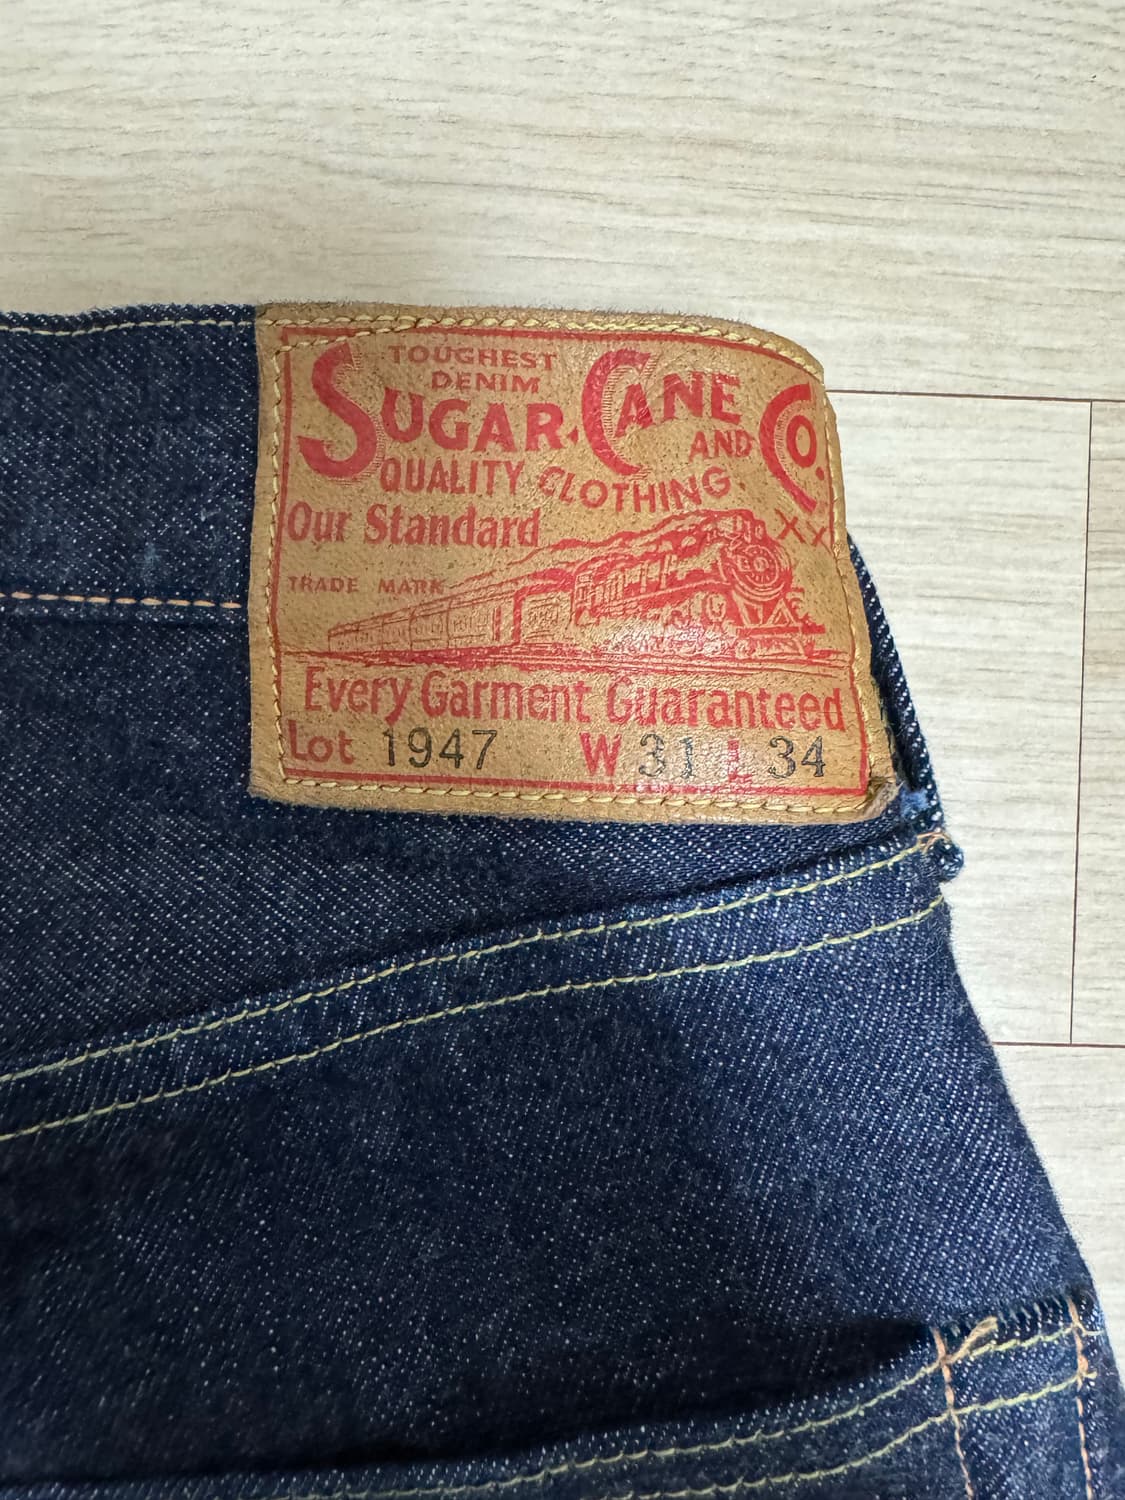 TOUGHEST
DENIM
SUGAR CANE CO.
AND
QUALITY CLOTHING.
Our Standard
XX
TRADE MARK
Every Garment Guaranteed
Lot 1947 W 31 L 34